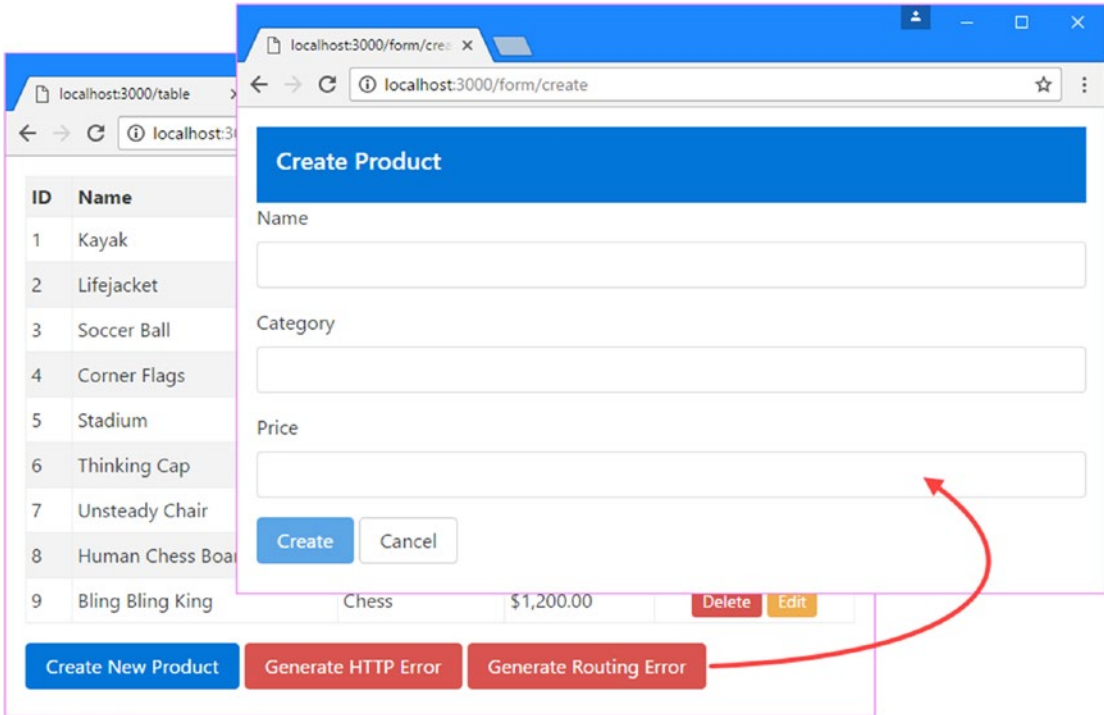 localhost:3000/form/crea
localhost:3000/form/create
Create Product
Name
Category
Price
Create Cancel
localhost:3000/table
localhost:3
ID Name
1 Kayak
2 Lifejacket
3 Soccer Ball
4 Corner Flags
5 Stadium
6 Thinking Cap
7 Unsteady Chair
8 Human Chess Boa
9 Bling Bling King Chess $1,200.00 Delete Edit
Create New Product Generate HTTP Error Generate Routing Error